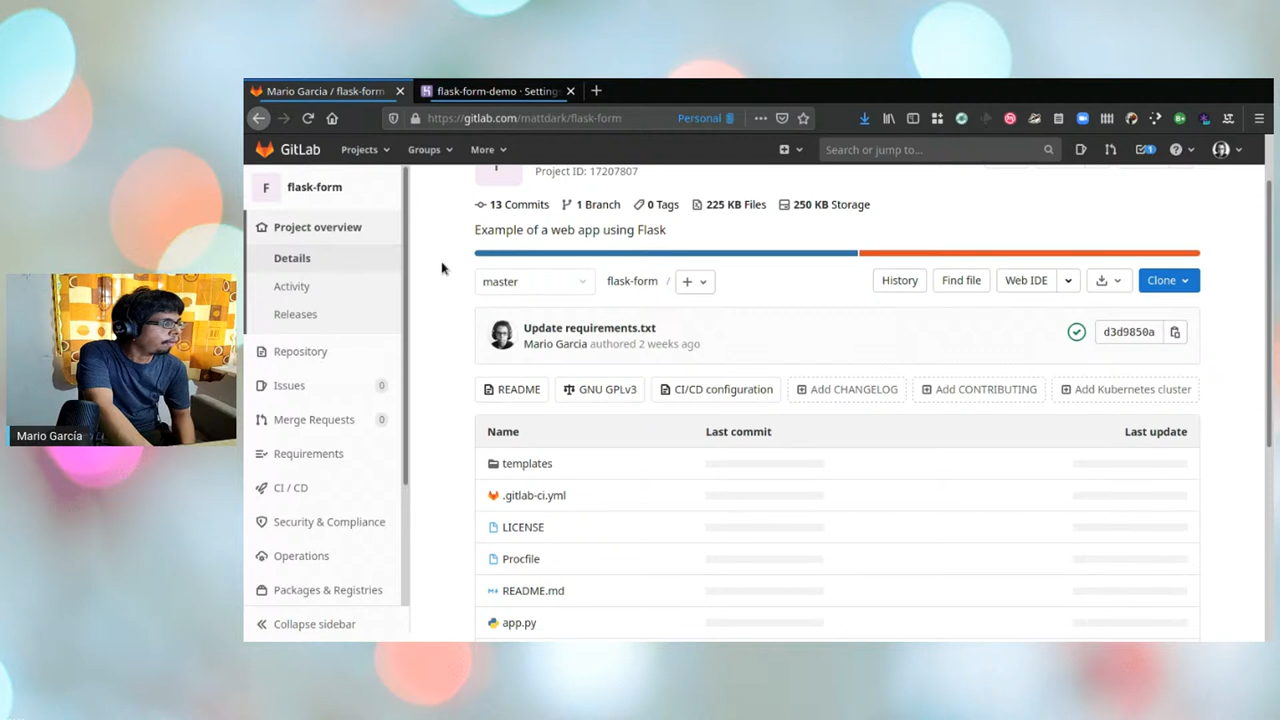 Mario Garcia / flask-form
flask-form-demo · Setting
https://gitlab.com/mattdark/flask-form
Personal
GitLab
Projects
Groups
More
Search or jump to...
1
F
flask-form
Project ID: 17207807
13 Commits
1 Branch
0 Tags
225 KB Files
250 KB Storage
Project overview
Example of a web app using Flask
Details
master
flask-form /
History
Find file
Web IDE
Clone
Activity
Releases
Update requirements.txt
Mario Garcia authored 2 weeks ago
d3d9850a
Repository
Issues
0
README
GNU GPLv3
CI/CD configuration
Add CHANGELOG
Add CONTRIBUTING
Add Kubernetes cluster
Merge Requests
0
Name
Last commit
Last update
Mario García
Requirements
templates
CI / CD
.gitlab-ci.yml
Security & Compliance
LICENSE
Operations
Procfile
Packages & Registries
README.md
Collapse sidebar
app.py